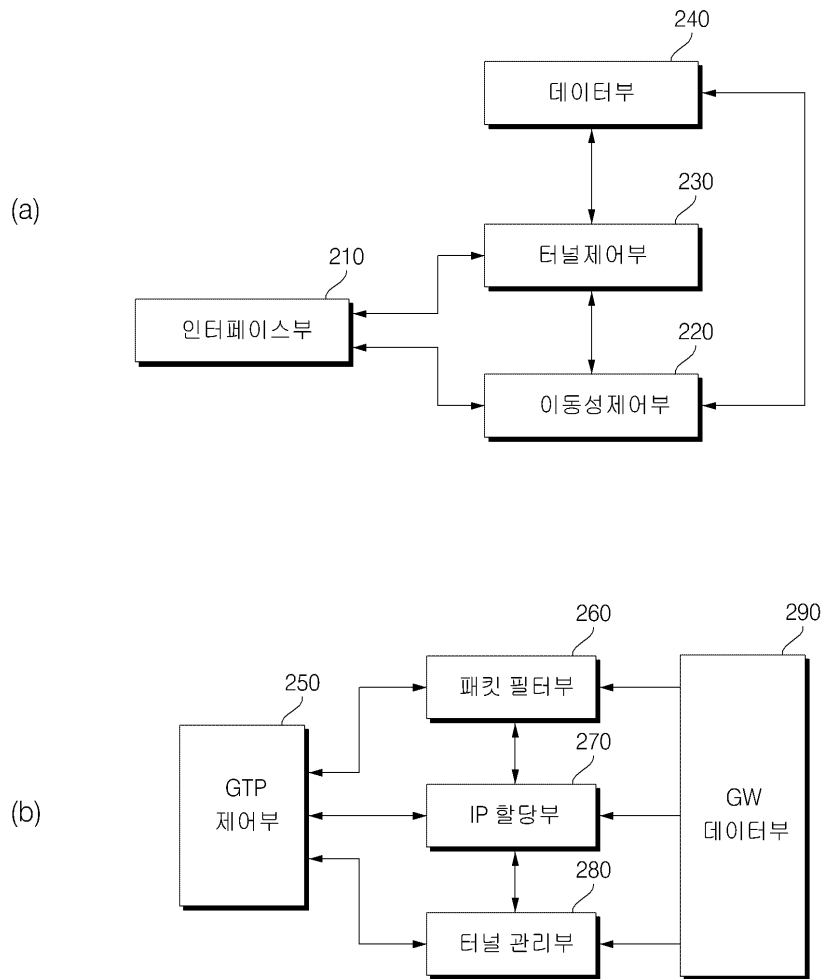 240
데이터부
(a)
230
터널제어부
210
인터페이스부
220
이동성제어부
260
290
패킷 필터부
250
270
GTP
제어부
(b)
IP 할당부
GW
데이터부
280
터널 관리부